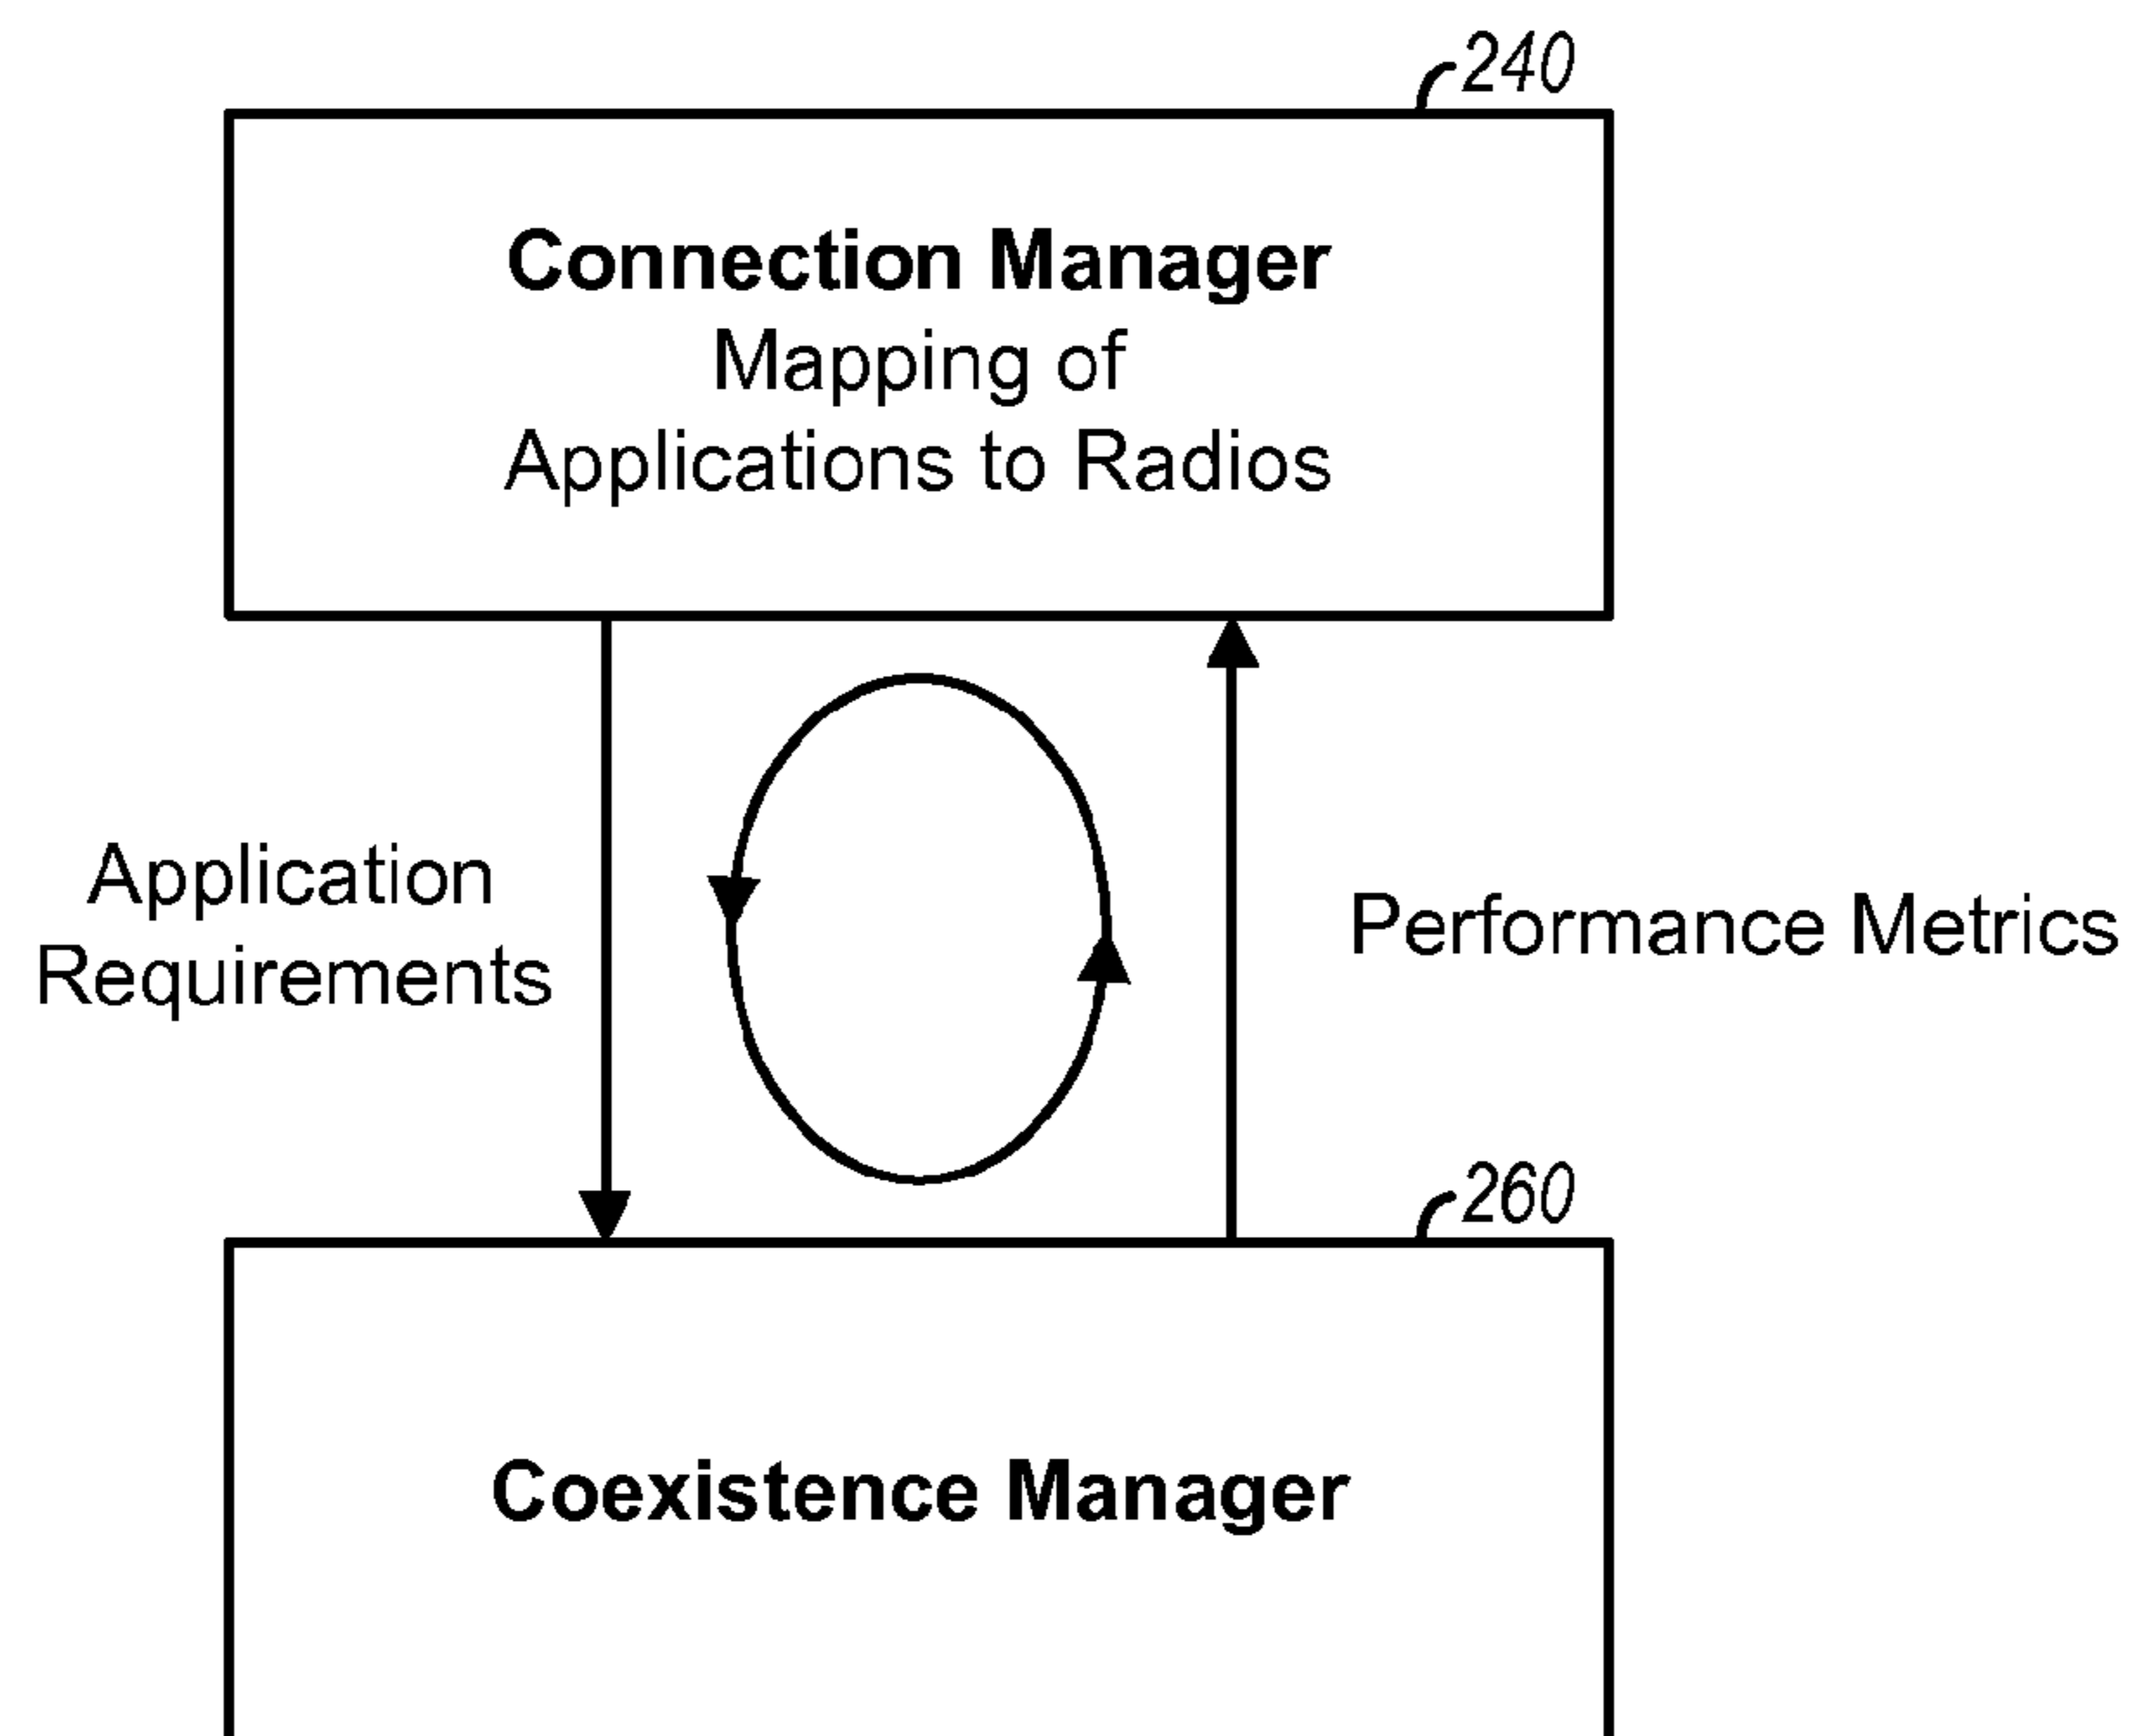 240
Connection Manager
Mapping of
Applications to Radios
Application
Requirements
Performance Metrics
260
Coexistence Manager